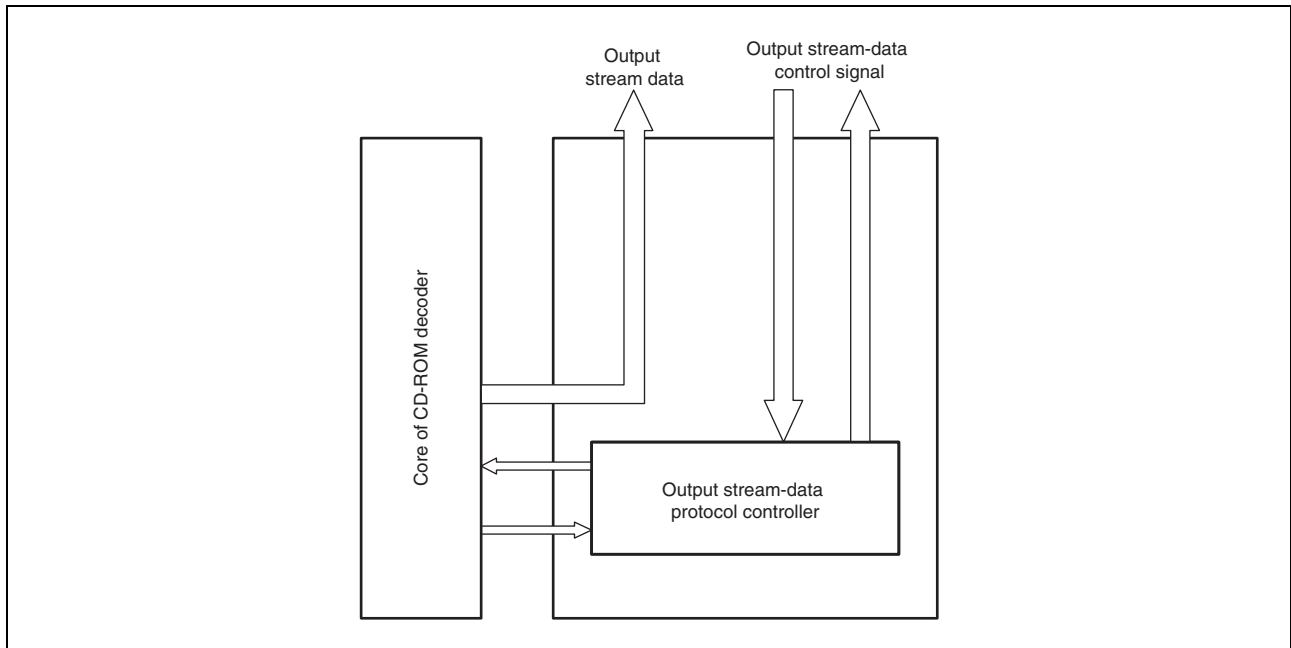 Output
stream data
Output stream-data
control signal
Core of CD-ROM decoder
Output stream-data
protocol controller